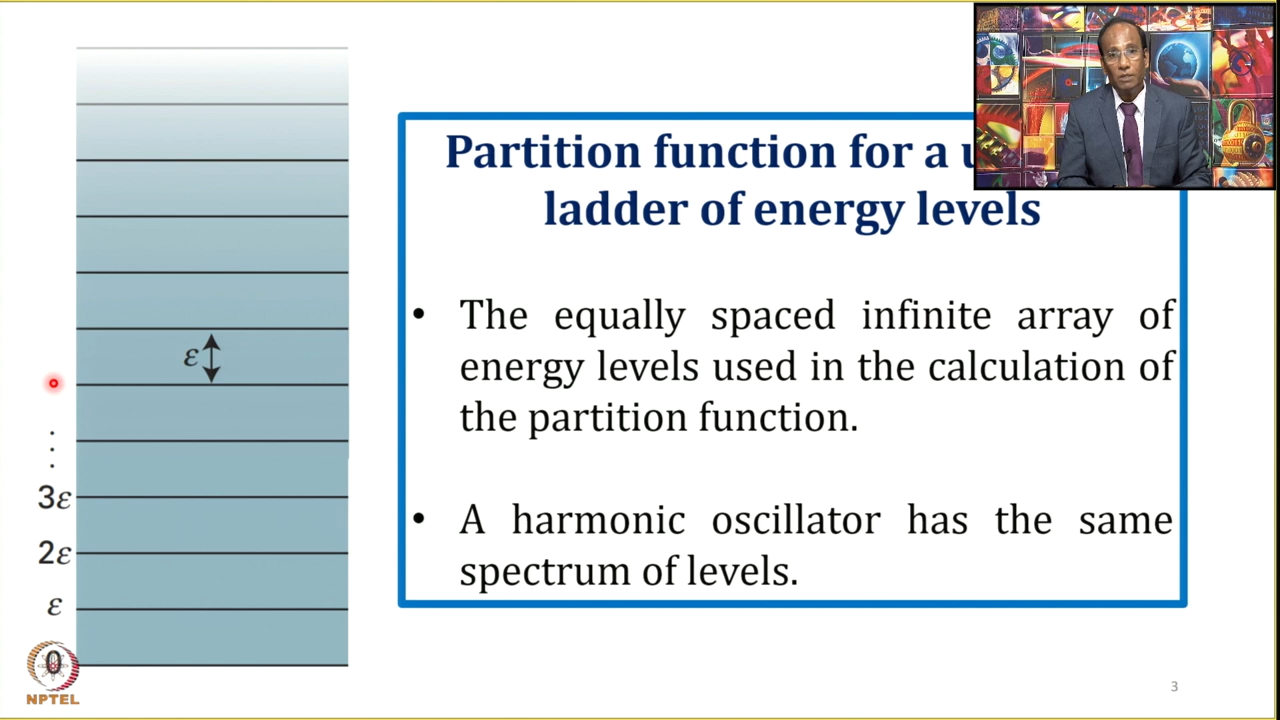 Partition function for a
ladder of energy levels
• The equally spaced infinite array of
energy levels used in the calculation of
the partition function.
• A harmonic oscillator has the same
spectrum of levels.
ε
⋮
3ε
2ε
ε
0
NPTEL
3